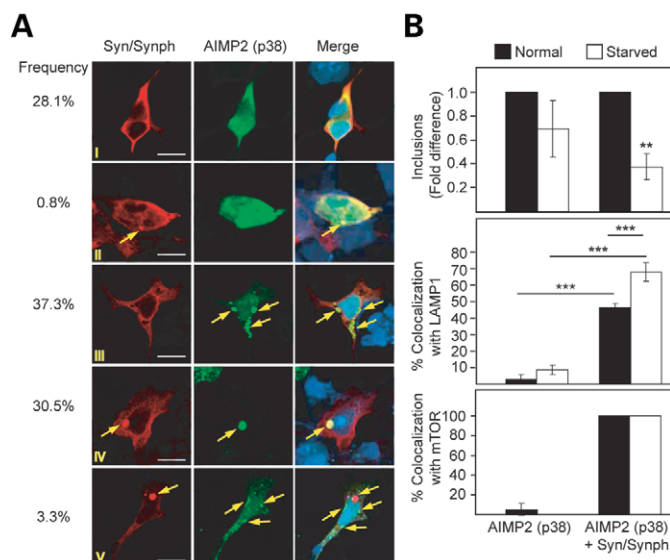 A
Syn/Synph AIMP2 (p38) Merge
Frequency
28.1%
I
0.8%
II
37.3%
III
30.5%
IV
3.3%
V
B
Normal Starved
Inclusions
(Fold difference)
1.0
0.8
0.6
0.4
0.2
**
% Colocalization
with LAMP1
80
70
60
50
40
30
20
10
***
***
***
% Colocalization
with mTOR
100
80
60
40
20
AIMP2 (p38) AIMP2 (p38)
+ Syn/Synph